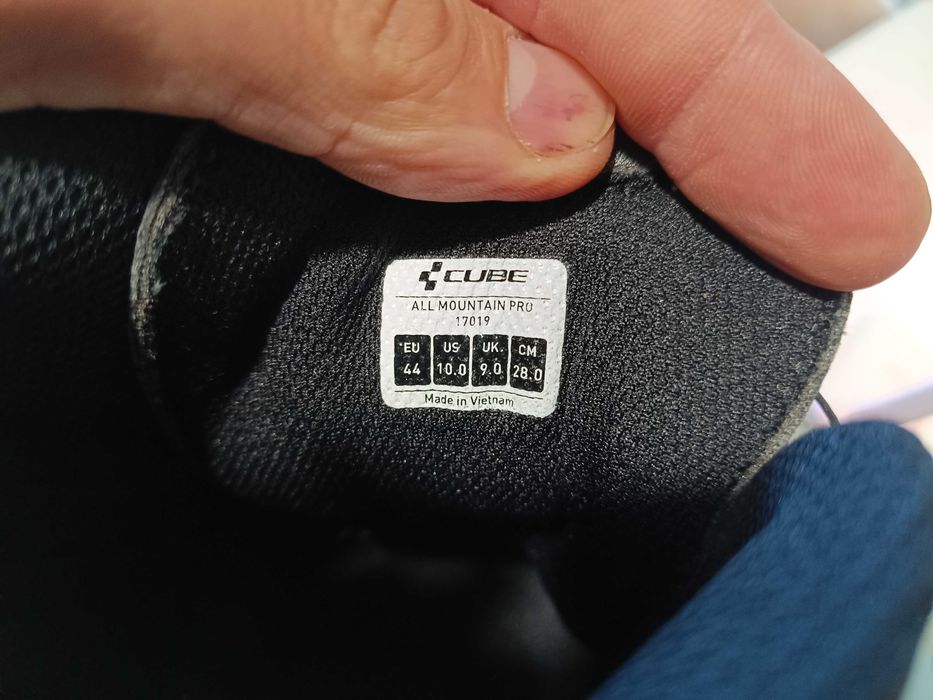 CUBE
ALL MOUNTAIN PRO
17019
EU US UK CM
44 10.0 9.0 28.0
Made in Vietnam